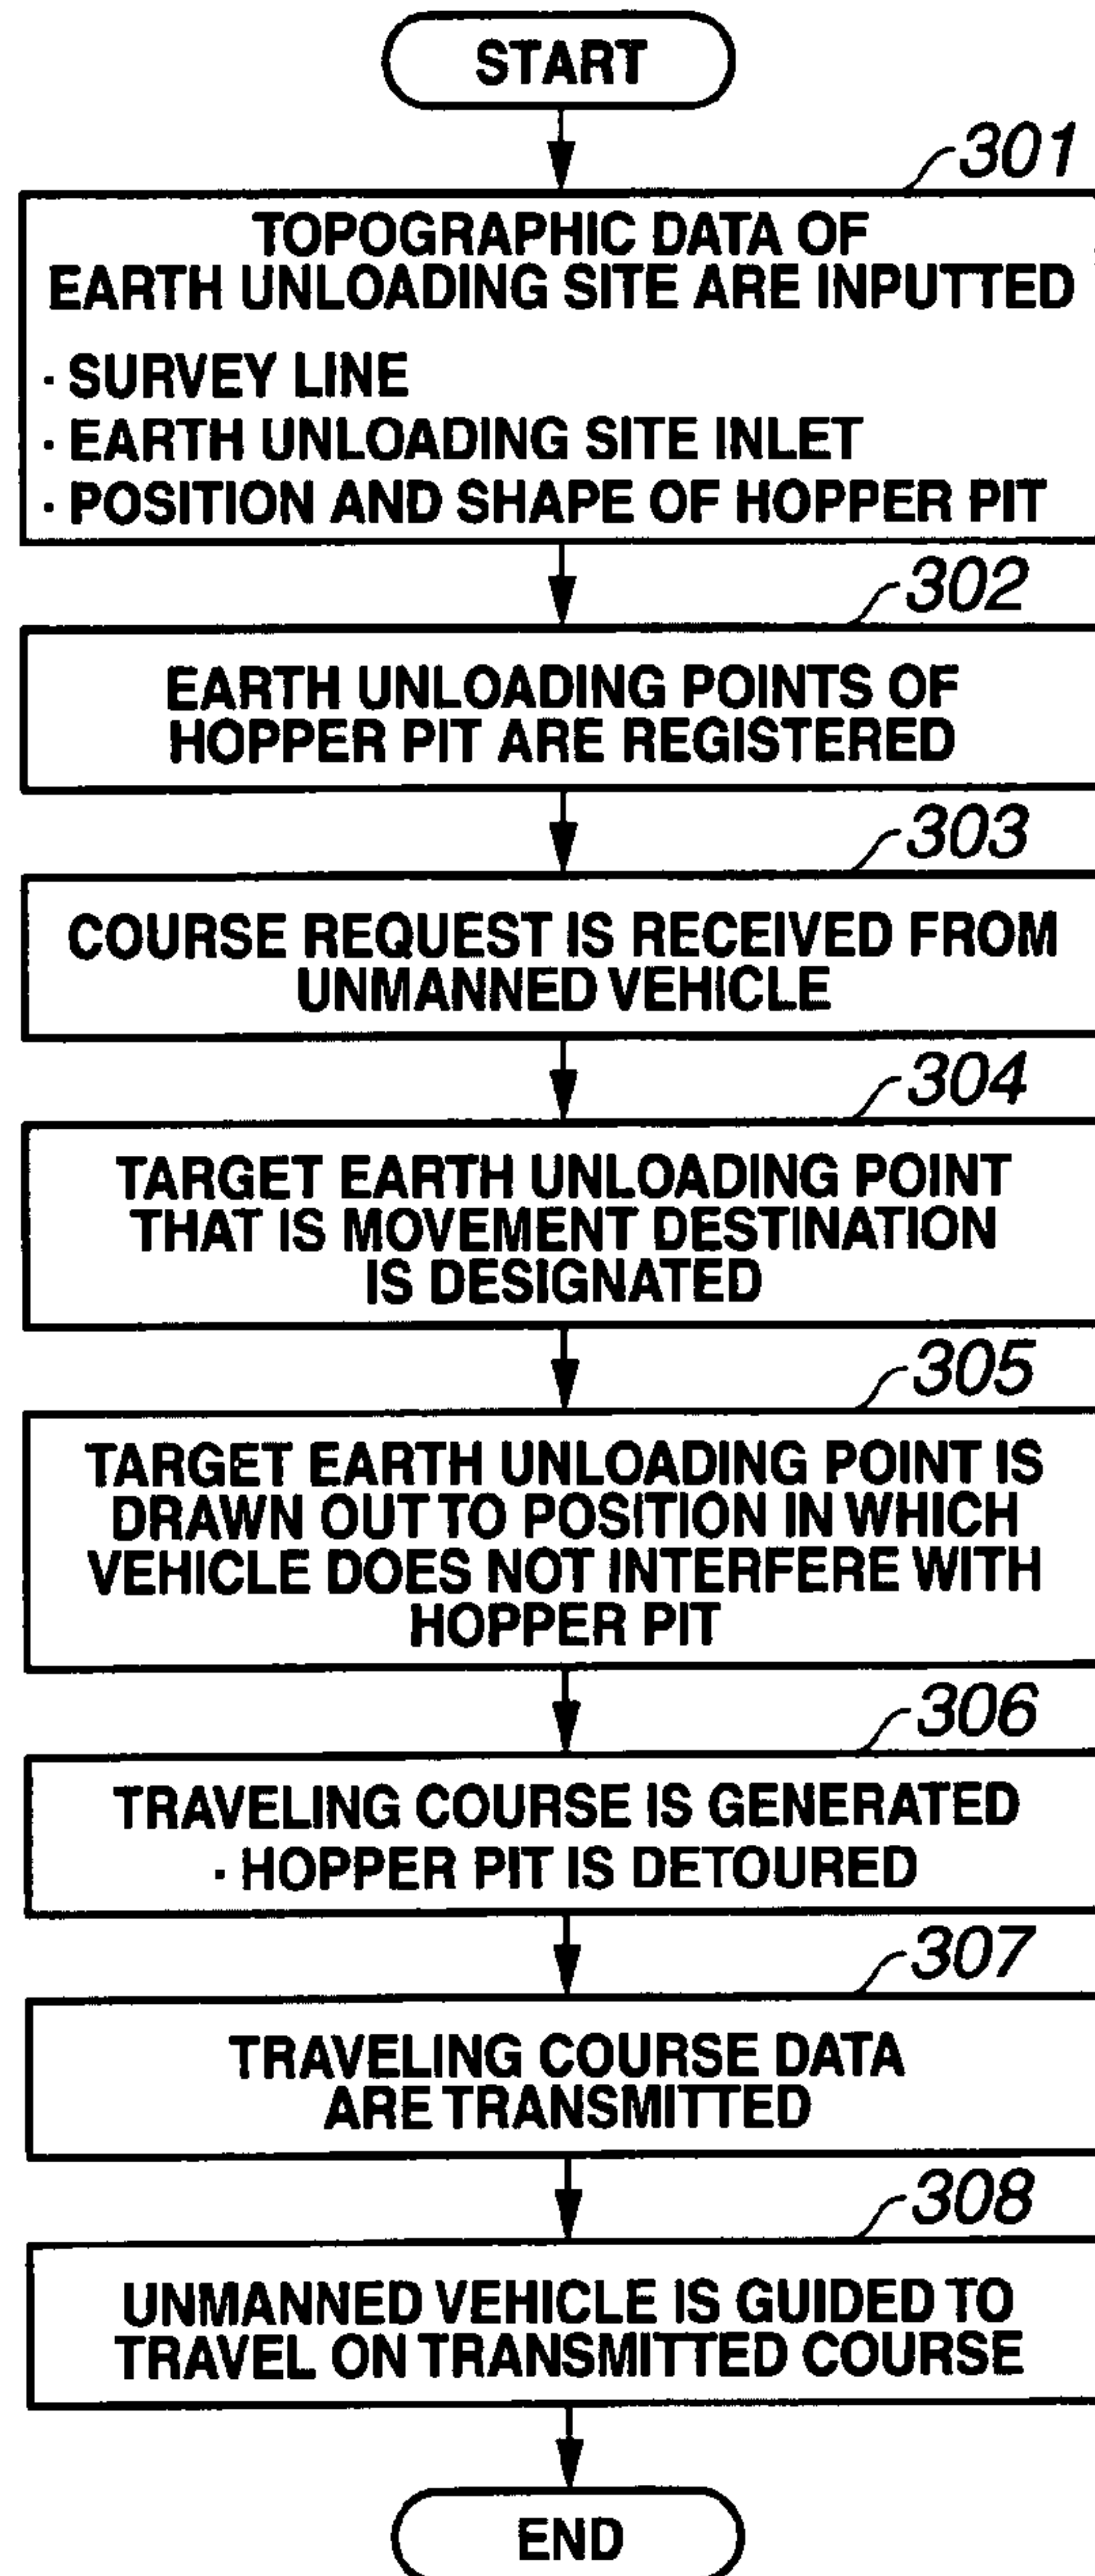 START
301
TOPOGRAPHIC DATA OF
EARTH UNLOADING SITE ARE INPUTTED
· SURVEY LINE
· EARTH UNLOADING SITE INLET
· POSITION AND SHAPE OF HOPPER PIT
302
EARTH UNLOADING POINTS OF
HOPPER PIT ARE REGISTERED
303
COURSE REQUEST IS RECEIVED FROM
UNMANNED VEHICLE
304
TARGET EARTH UNLOADING POINT
THAT IS MOVEMENT DESTINATION
IS DESIGNATED
305
TARGET EARTH UNLOADING POINT IS
DRAWN OUT TO POSITION IN WHICH
VEHICLE DOES NOT INTERFERE WITH
HOPPER PIT
306
TRAVELING COURSE IS GENERATED
· HOPPER PIT IS DETOURED
307
TRAVELING COURSE DATA
ARE TRANSMITTED
308
UNMANNED VEHICLE IS GUIDED TO
TRAVEL ON TRANSMITTED COURSE
END